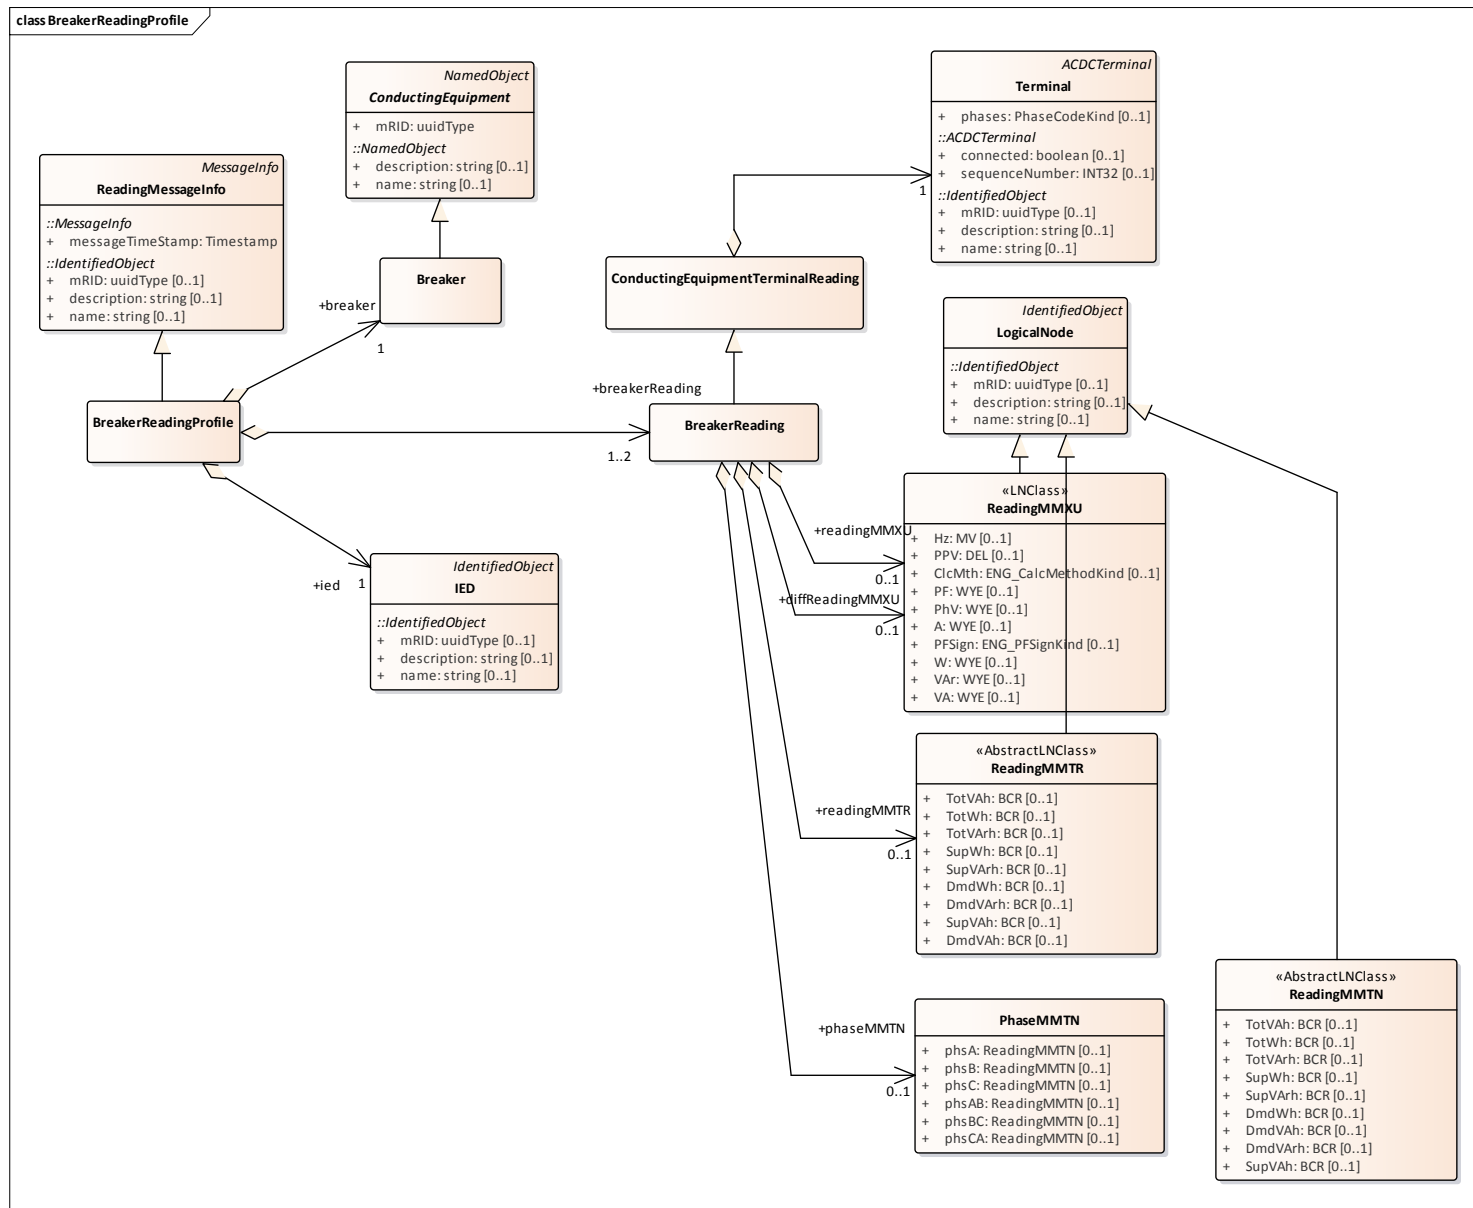 class BreakerReadingProfile
NamedObject
ConductingEquipment
+ mRID: uuidType
::NamedObject
+ description: string [0..1]
+ name: string [0..1]
ACDCTerminal
Terminal
+ phases: PhaseCodeKind [0..1]
::ACDCTerminal
+ connected: boolean [0..1]
+ sequenceNumber: INT32 [0..1]
::IdentifiedObject
+ mRID: uuidType [0..1]
+ description: string [0..1]
+ name: string [0..1]
1
MessageInfo
ReadingMessageInfo
::MessageInfo
+ messageTimeStamp: Timestamp
::IdentifiedObject
+ mRID: uuidType [0..1]
+ description: string [0..1]
+ name: string [0..1]
Breaker
+breaker
1
ConductingEquipmentTerminalReading
IdentifiedObject
LogicalNode
::IdentifiedObject
+ mRID: uuidType [0..1]
+ description: string [0..1]
+ name: string [0..1]
BreakerReadingProfile
+breakerReading
1..2
BreakerReading
+ied
1
IdentifiedObject
IED
::IdentifiedObject
+ mRID: uuidType [0..1]
+ description: string [0..1]
+ name: string [0..1]
+readingMMXU
0..1
+diffReadingMMXU
0..1
«LNClass»
ReadingMMXU
+ Hz: MV [0..1]
+ PPV: DEL [0..1]
+ ClcMth: ENG_CalcMethodKind [0..1]
+ PF: WYE [0..1]
+ PhV: WYE [0..1]
+ A: WYE [0..1]
+ PFSign: ENG_PFSignKind [0..1]
+ W: WYE [0..1]
+ VAr: WYE [0..1]
+ VA: WYE [0..1]
+readingMMTR
0..1
«AbstractLNClass»
ReadingMMTR
+ TotVAh: BCR [0..1]
+ TotWh: BCR [0..1]
+ TotVArh: BCR [0..1]
+ SupWh: BCR [0..1]
+ SupVArh: BCR [0..1]
+ DmdWh: BCR [0..1]
+ DmdVArh: BCR [0..1]
+ SupVAh: BCR [0..1]
+ DmdVAh: BCR [0..1]
+phaseMMTN
0..1
PhaseMMTN
+ phsA: ReadingMMTN [0..1]
+ phsB: ReadingMMTN [0..1]
+ phsC: ReadingMMTN [0..1]
+ phsAB: ReadingMMTN [0..1]
+ phsBC: ReadingMMTN [0..1]
+ phsCA: ReadingMMTN [0..1]
«AbstractLNClass»
ReadingMMTN
+ TotVAh: BCR [0..1]
+ TotWh: BCR [0..1]
+ TotVArh: BCR [0..1]
+ SupWh: BCR [0..1]
+ SupVArh: BCR [0..1]
+ DmdWh: BCR [0..1]
+ DmdVAh: BCR [0..1]
+ DmdVArh: BCR [0..1]
+ SupVAh: BCR [0..1]